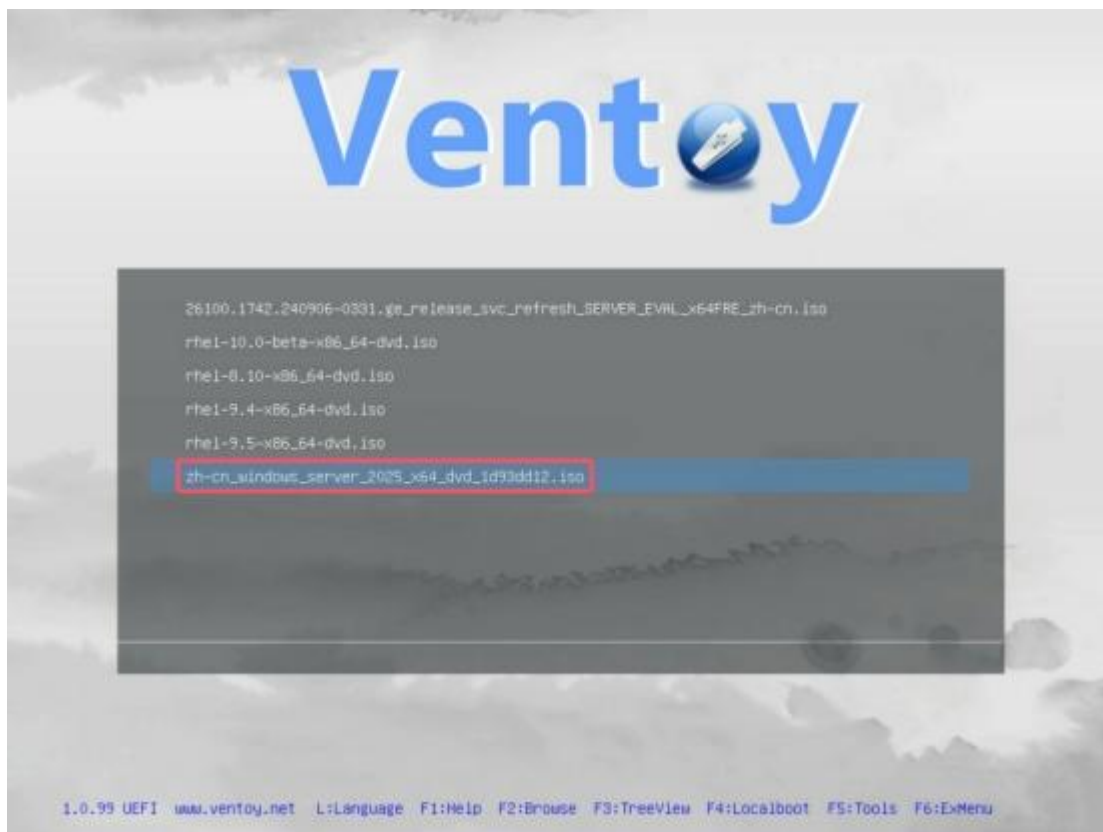 Ventoy
26100.1742.240906-0331.ge_release_svc_refresh_SERVER_EVAL_x64FRE_zh-cn.iso
rhel-10.0-beta-x86_64-dvd.iso
rhel-8.10-x86_64-dvd.iso
rhel-9.4-x86_64-dvd.iso
rhel-9.5-x86_64-dvd.iso
zh-cn_windows_server_2025_x64_dvd_1d93dd12.iso
1.0.99 UEFI www.ventoy.net L:Language F1:Help F2:Browse F3:TreeView F4:Localboot F5:Tools F6:ExMenu